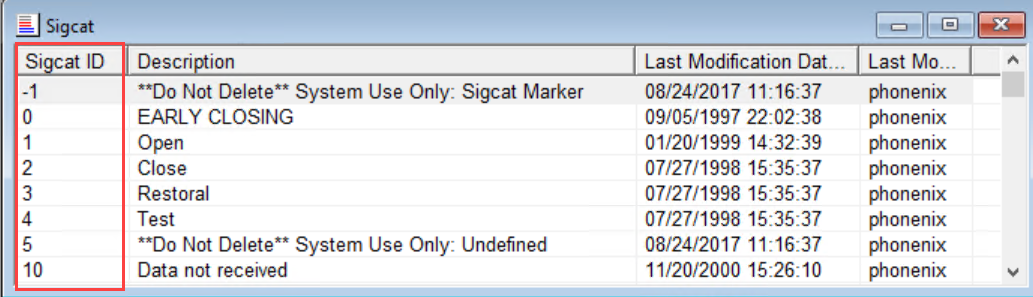 Sigcat
Sigcat ID Description Last Modification Dat... Last Mo...
-1 **Do Not Delete** System Use Only: Sigcat Marker 08/24/2017 11:16:37 phonenix
0 EARLY CLOSING 09/05/1997 22:02:38 phonenix
1 Open 01/20/1999 14:32:39 phonenix
2 Close 07/27/1998 15:35:37 phonenix
3 Restoral 07/27/1998 15:35:37 phonenix
4 Test 07/27/1998 15:35:37 phonenix
5 **Do Not Delete** System Use Only: Undefined 08/24/2017 11:16:37 phonenix
10 Data not received 11/20/2000 15:26:10 phonenix